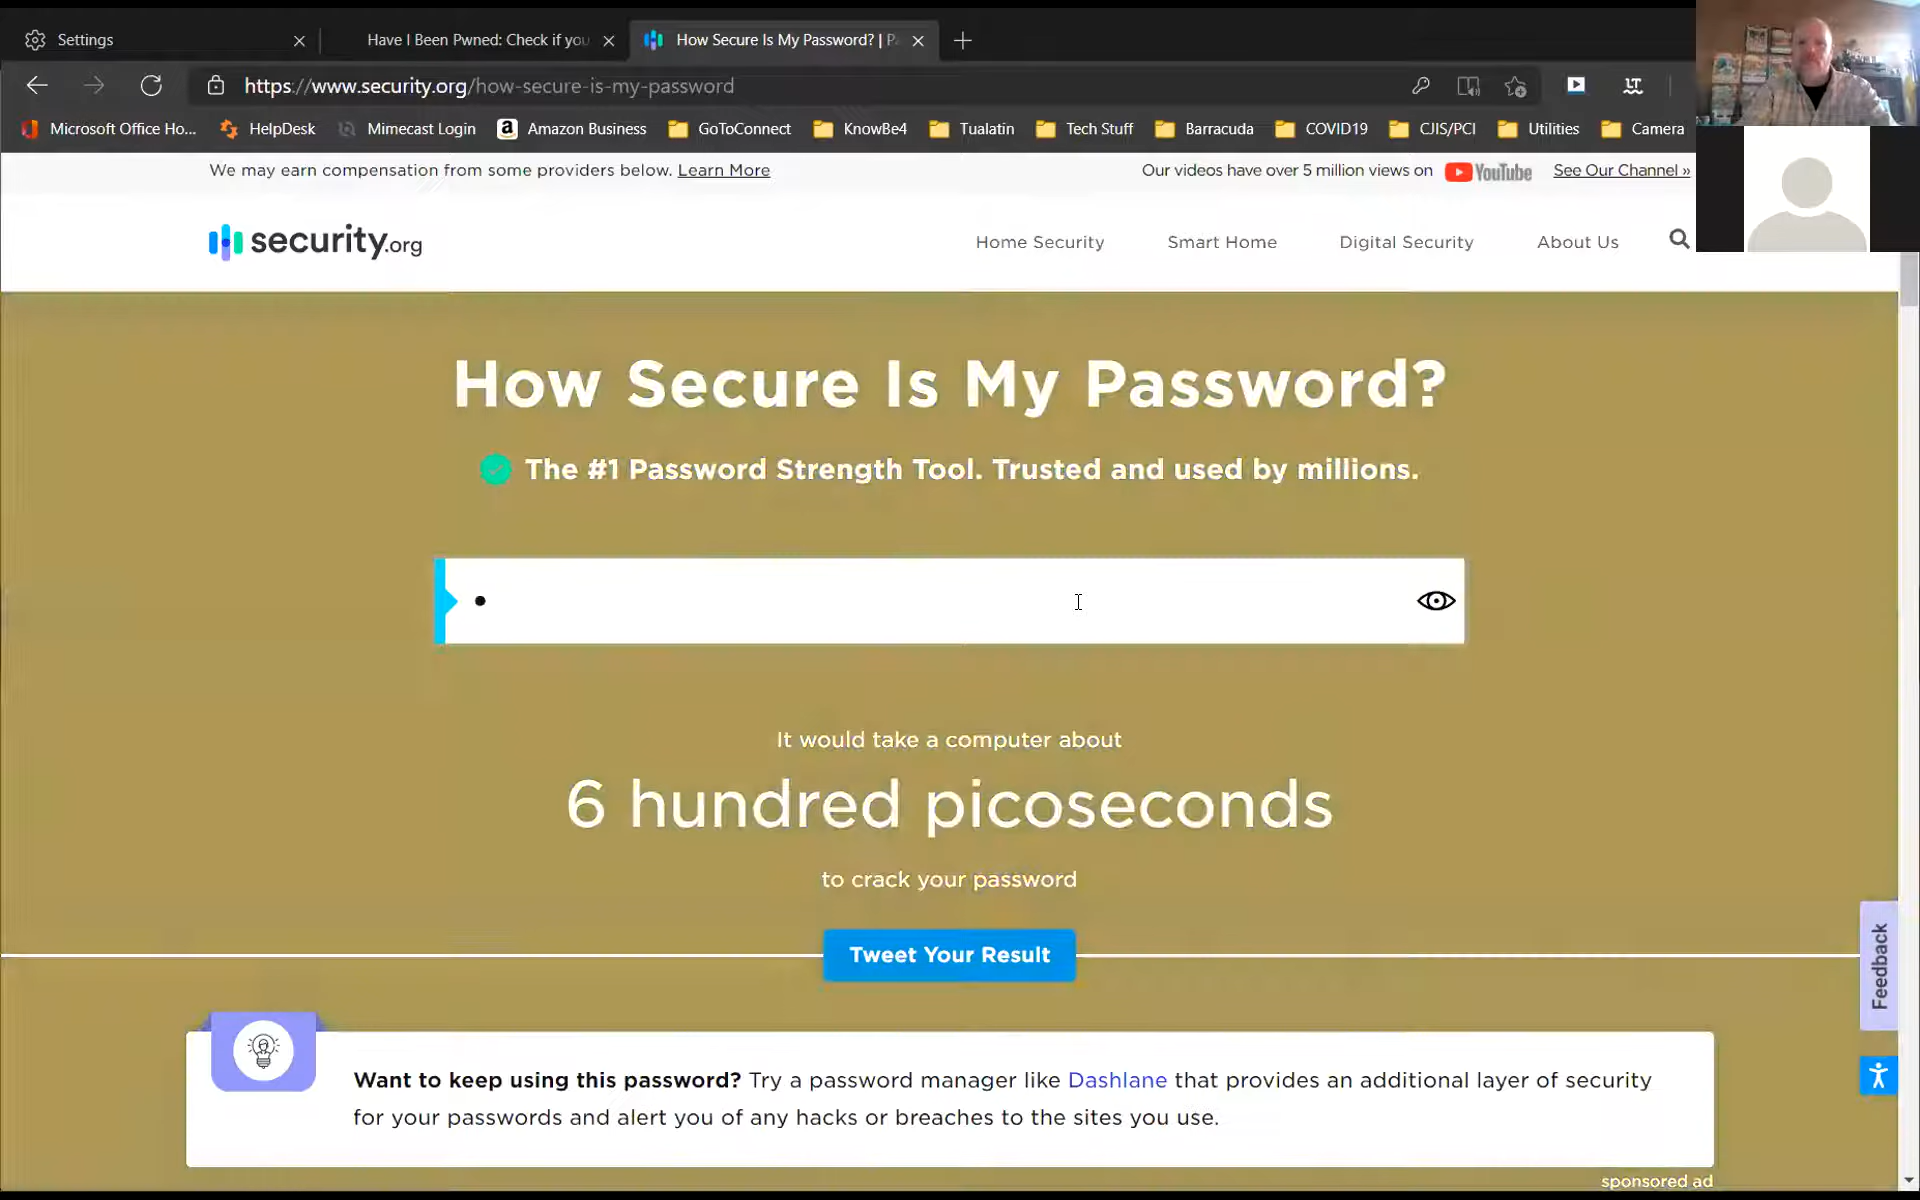 Settings
Have I Been Pwned: Check if you
How Secure Is My Password? | P
https://www.security.org/how-secure-is-my-password
Microsoft Office Ho...
HelpDesk
Mimecast Login
Amazon Business
GoToConnect
KnowBe4
Tualatin
Tech Stuff
Barracuda
COVID19
CJIS/PCI
Utilities
Camera
We may earn compensation from some providers below. Learn More
Our videos have over 5 million views on YouTube See Our Channel »
security.org
Home Security
Smart Home
Digital Security
About Us
How Secure Is My Password?
The #1 Password Strength Tool. Trusted and used by millions.
It would take a computer about
6 hundred picoseconds
to crack your password
Tweet Your Result
Feedback
Want to keep using this password? Try a password manager like Dashlane that provides an additional layer of security
for your passwords and alert you of any hacks or breaches to the sites you use.
sponsored ad